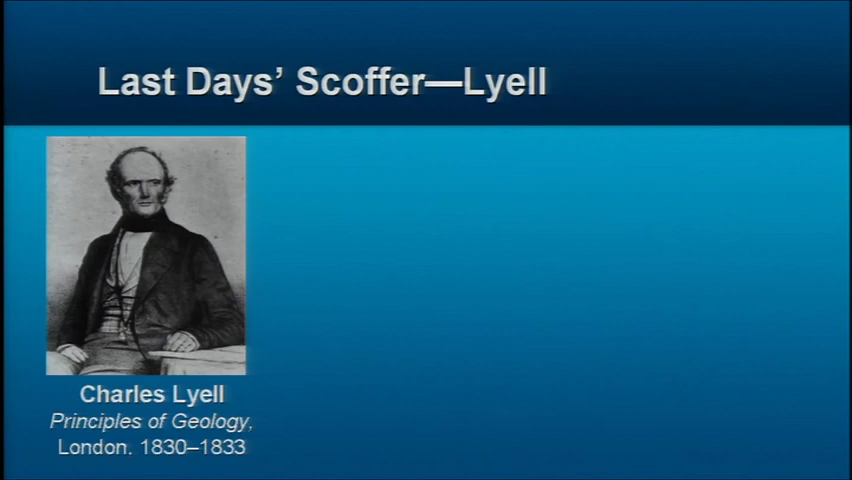 Last Days’ Scoffer—Lyell
Charles Lyell
Principles of Geology,
London. 1830–1833